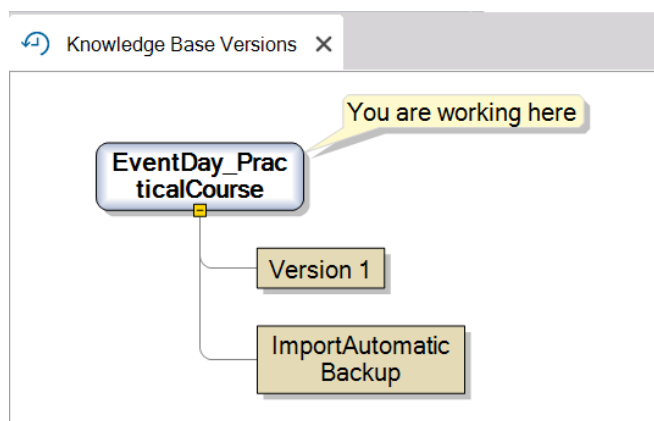 Knowledge Base Versions
You are working here
EventDay_Prac
ticalCourse
Version 1
ImportAutomatic
Backup